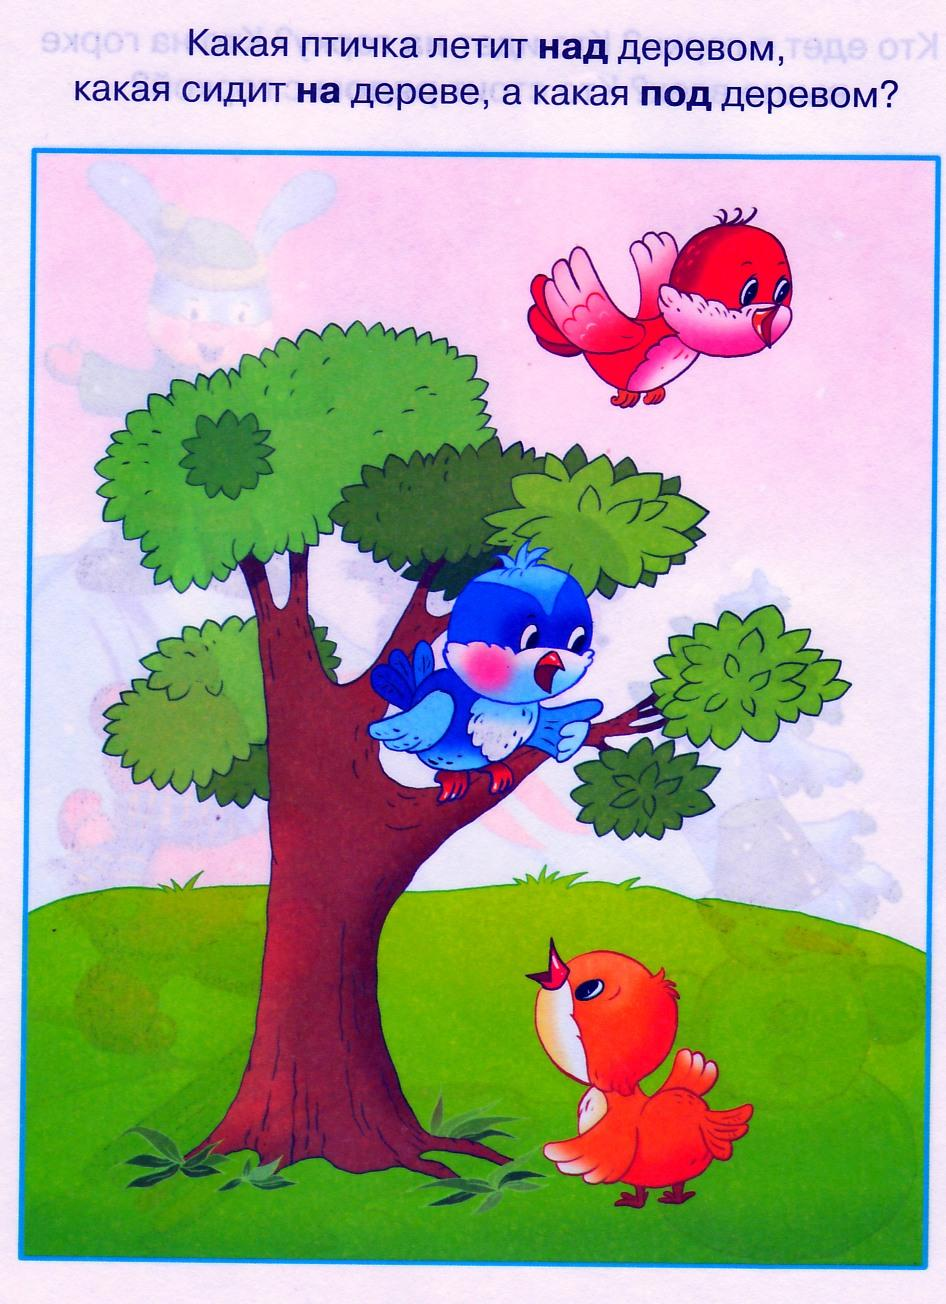 Какая птичка летит над деревом,
какая сидит на дереве, а какая под деревом?